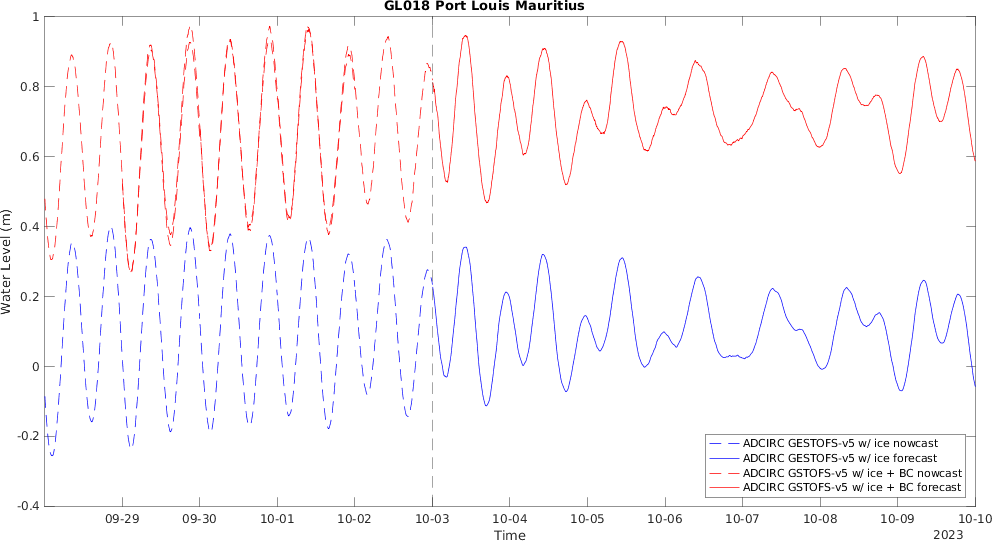 GL018 Port Louis Mauritius
1
0.8
0.6
0.4
0.2
0
-0.2
-0.4
Water Level (m)
ADCIRC GESTOFS-v5 w/ ice nowcast
ADCIRC GESTOFS-v5 w/ ice forecast
ADCIRC GSTOFS-v5 w/ ice + BC nowcast
ADCIRC GSTOFS-v5 w/ ice + BC forecast
09-29 09-30 10-01 10-02 10-03 10-04 10-05 10-06 10-07 10-08 10-09 10-10
Time
2023